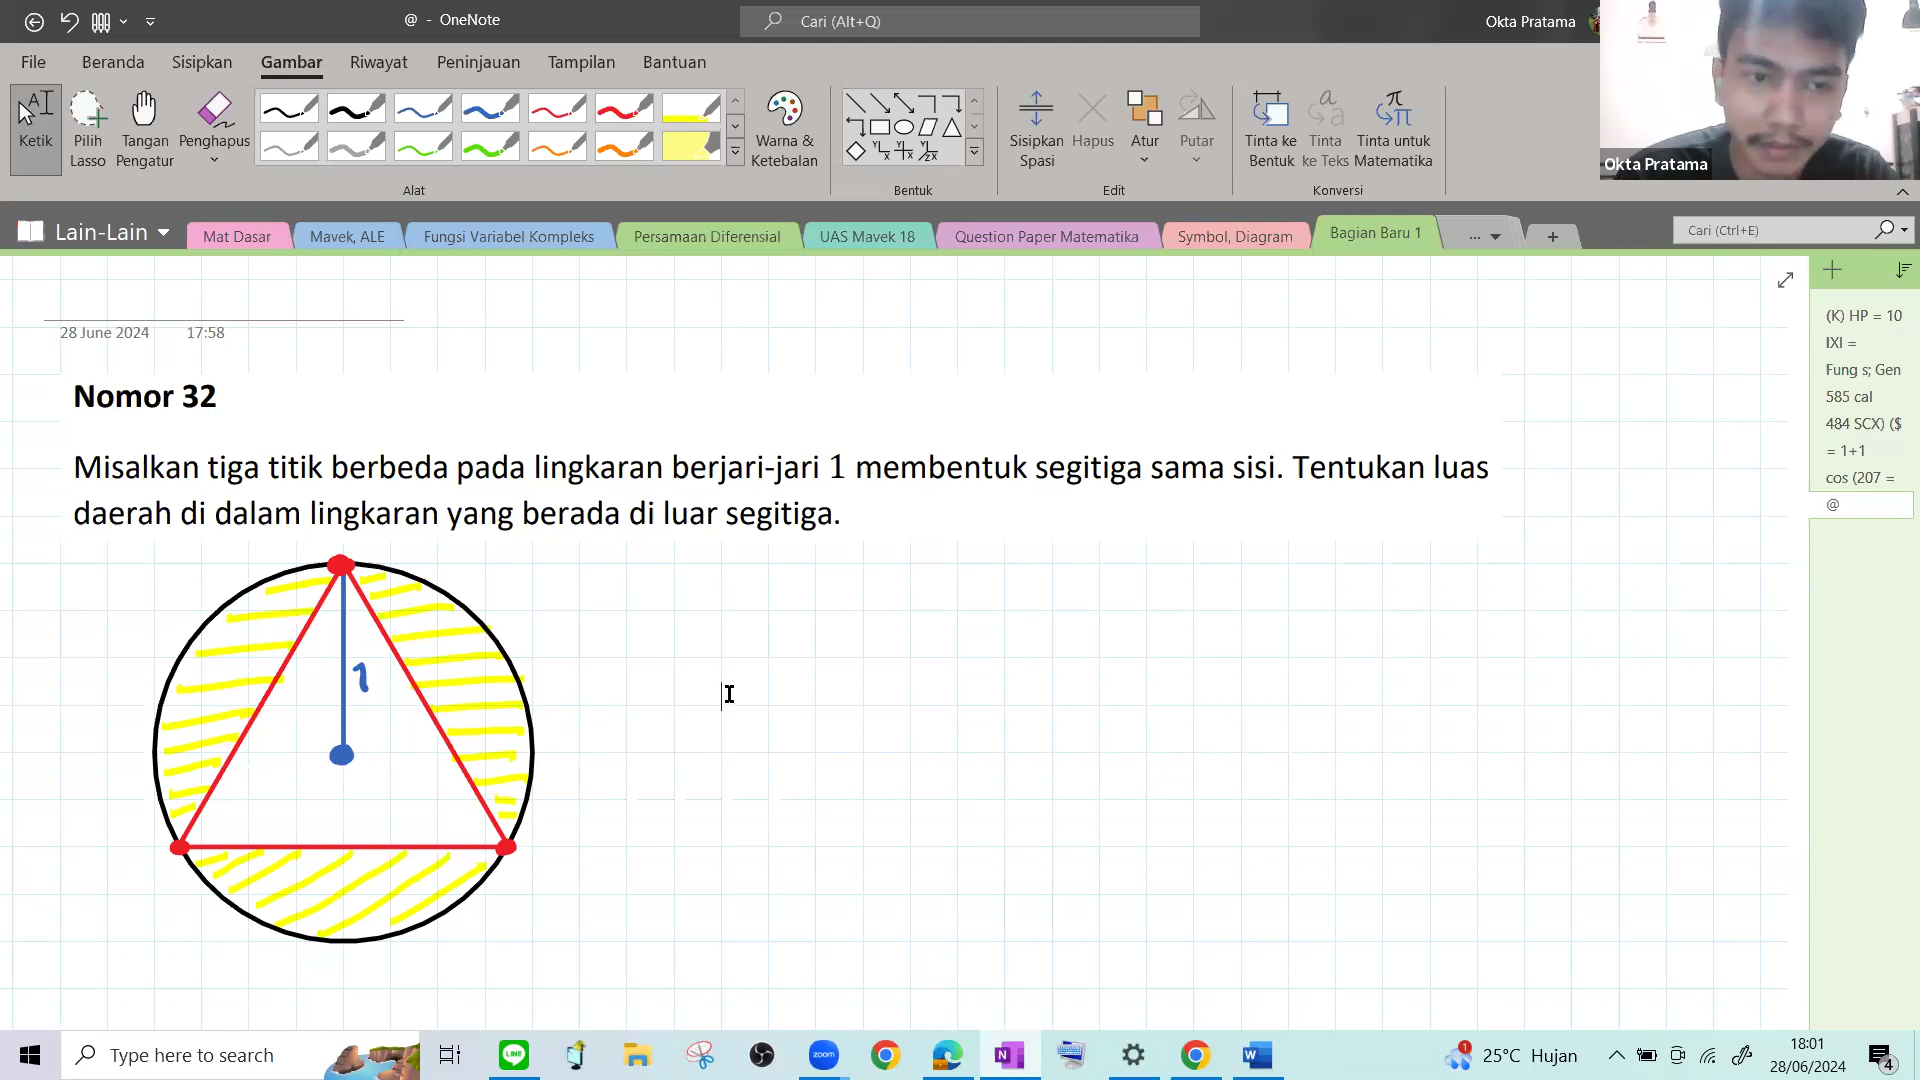 @ - OneNote
Cari (Alt+Q)
Okta Pratama
File Beranda Sisipkan Gambar Riwayat Peninjauan Tampilan Bantuan
Ketik
Pilih Lasso
Tangan Pengatur
Penghapus
Warna & Ketebalan
Sisipkan Spasi
Hapus
Atur
Putar
Tinta ke Bentuk
Tinta ke Teks
Tinta untuk Matematika
Alat
Bentuk
Edit
Konversi
Okta Pratama
Lain-Lain
Mat Dasar
Mavek, ALE
Fungsi Variabel Kompleks
Persamaan Diferensial
UAS Mavek 18
Question Paper Matematika
Symbol, Diagram
Bagian Baru 1
...
Cari (Ctrl+E)
28 June 2024 17:58
Nomor 32
Misalkan tiga titik berbeda pada lingkaran berjari-jari 1 membentuk segitiga sama sisi. Tentukan luas
daerah di dalam lingkaran yang berada di luar segitiga.
1
(K) HP = 10
IXI =
Fung s; Gen
585 cal
484 SCX) ($
= 1+1
cos (207 =
@
Type here to search
LINE
zoom
25°C Hujan
18:01
28/06/2024
4
1